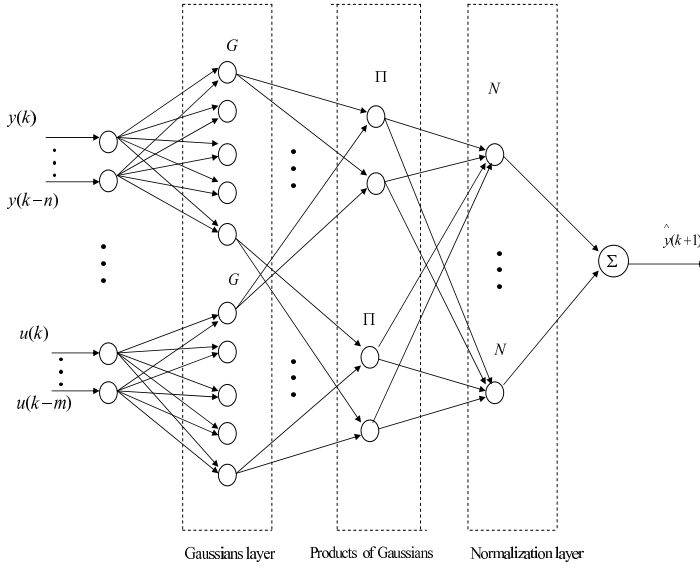 G
Π
N
y(k)
y(k−n)
^
y(k+1)
G
Σ
Π
u(k)
N
u(k−m)
Gaussians layer
Products of Gaussians
Normalization layer